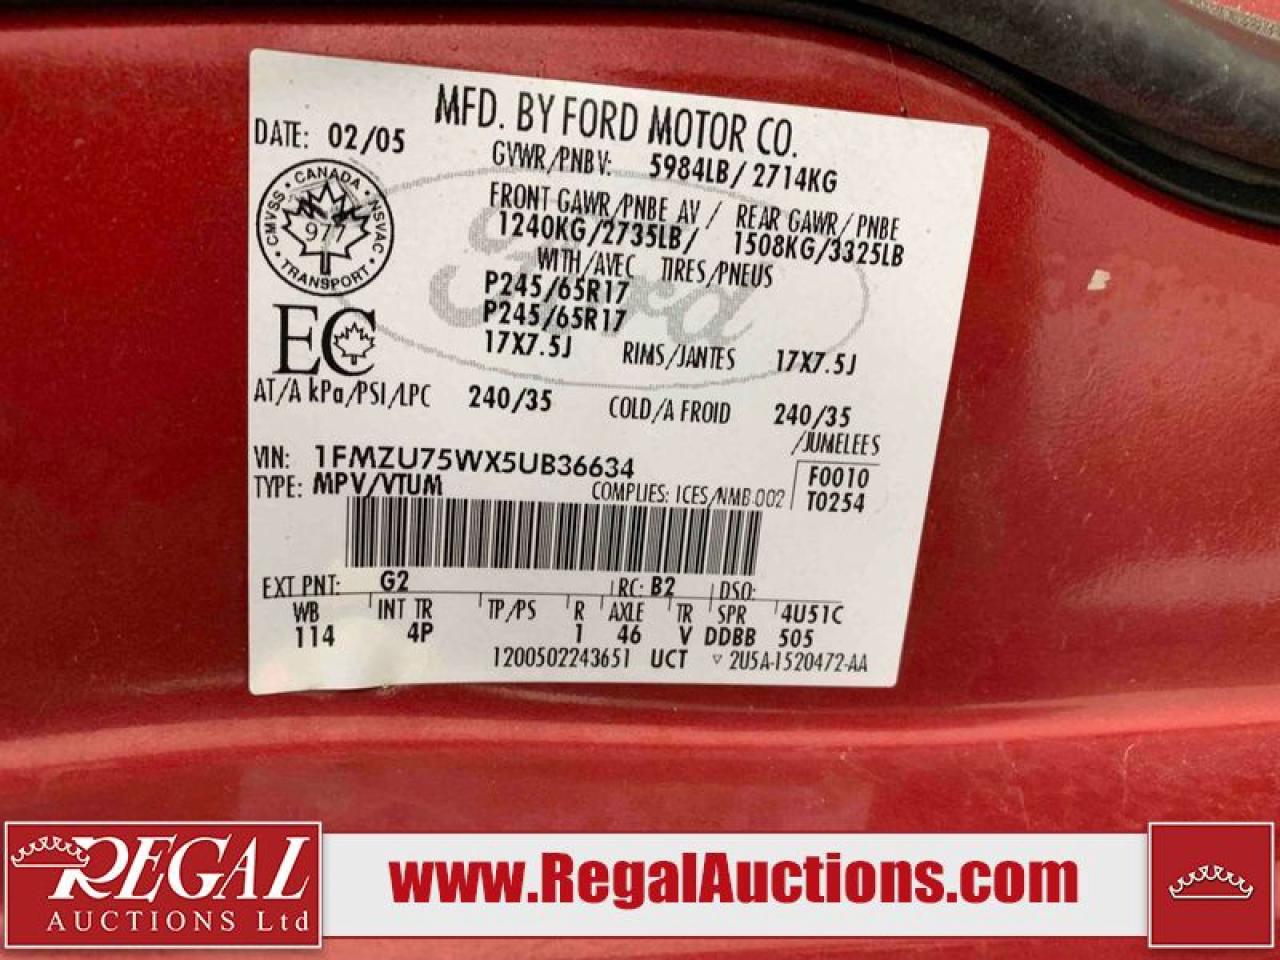 MFD. BY FORD MOTOR CO.
DATE: 02/05
GVWR/PNBV: 5984LB/2714KG
FRONT GAWR/PNBE AV / REAR GAWR/PNBE
1240KG/2735LB/ 1508KG/3325LB
WITH/AVEC TIRES/PNEUS
P245/65R17
P245/65R17
17X7.5J RIMS/JANTES 17X7.5J
CANADA
CMVSS NSVAC
977
TRANSPORT
Ford
EC
AT/A kPa/PSI/LPC 240/35 COLD/A FROID 240/35
/JUMELEES
VIN: 1FMZU75WX5UB36634
TYPE: MPV/VTUM COMPLIES: ICES/NMB-002
F0010
T0254
EXT PNT: G2 RC: B2 DSO:
WB INT TR TP/PS R AXLE TR SPR 4U51C
114 4P 1 46 V DDBB 505
1200502243651 UCT ▽ 2U5A-1520472-AA
REGAL
AUCTIONS Ltd
www.RegalAuctions.com